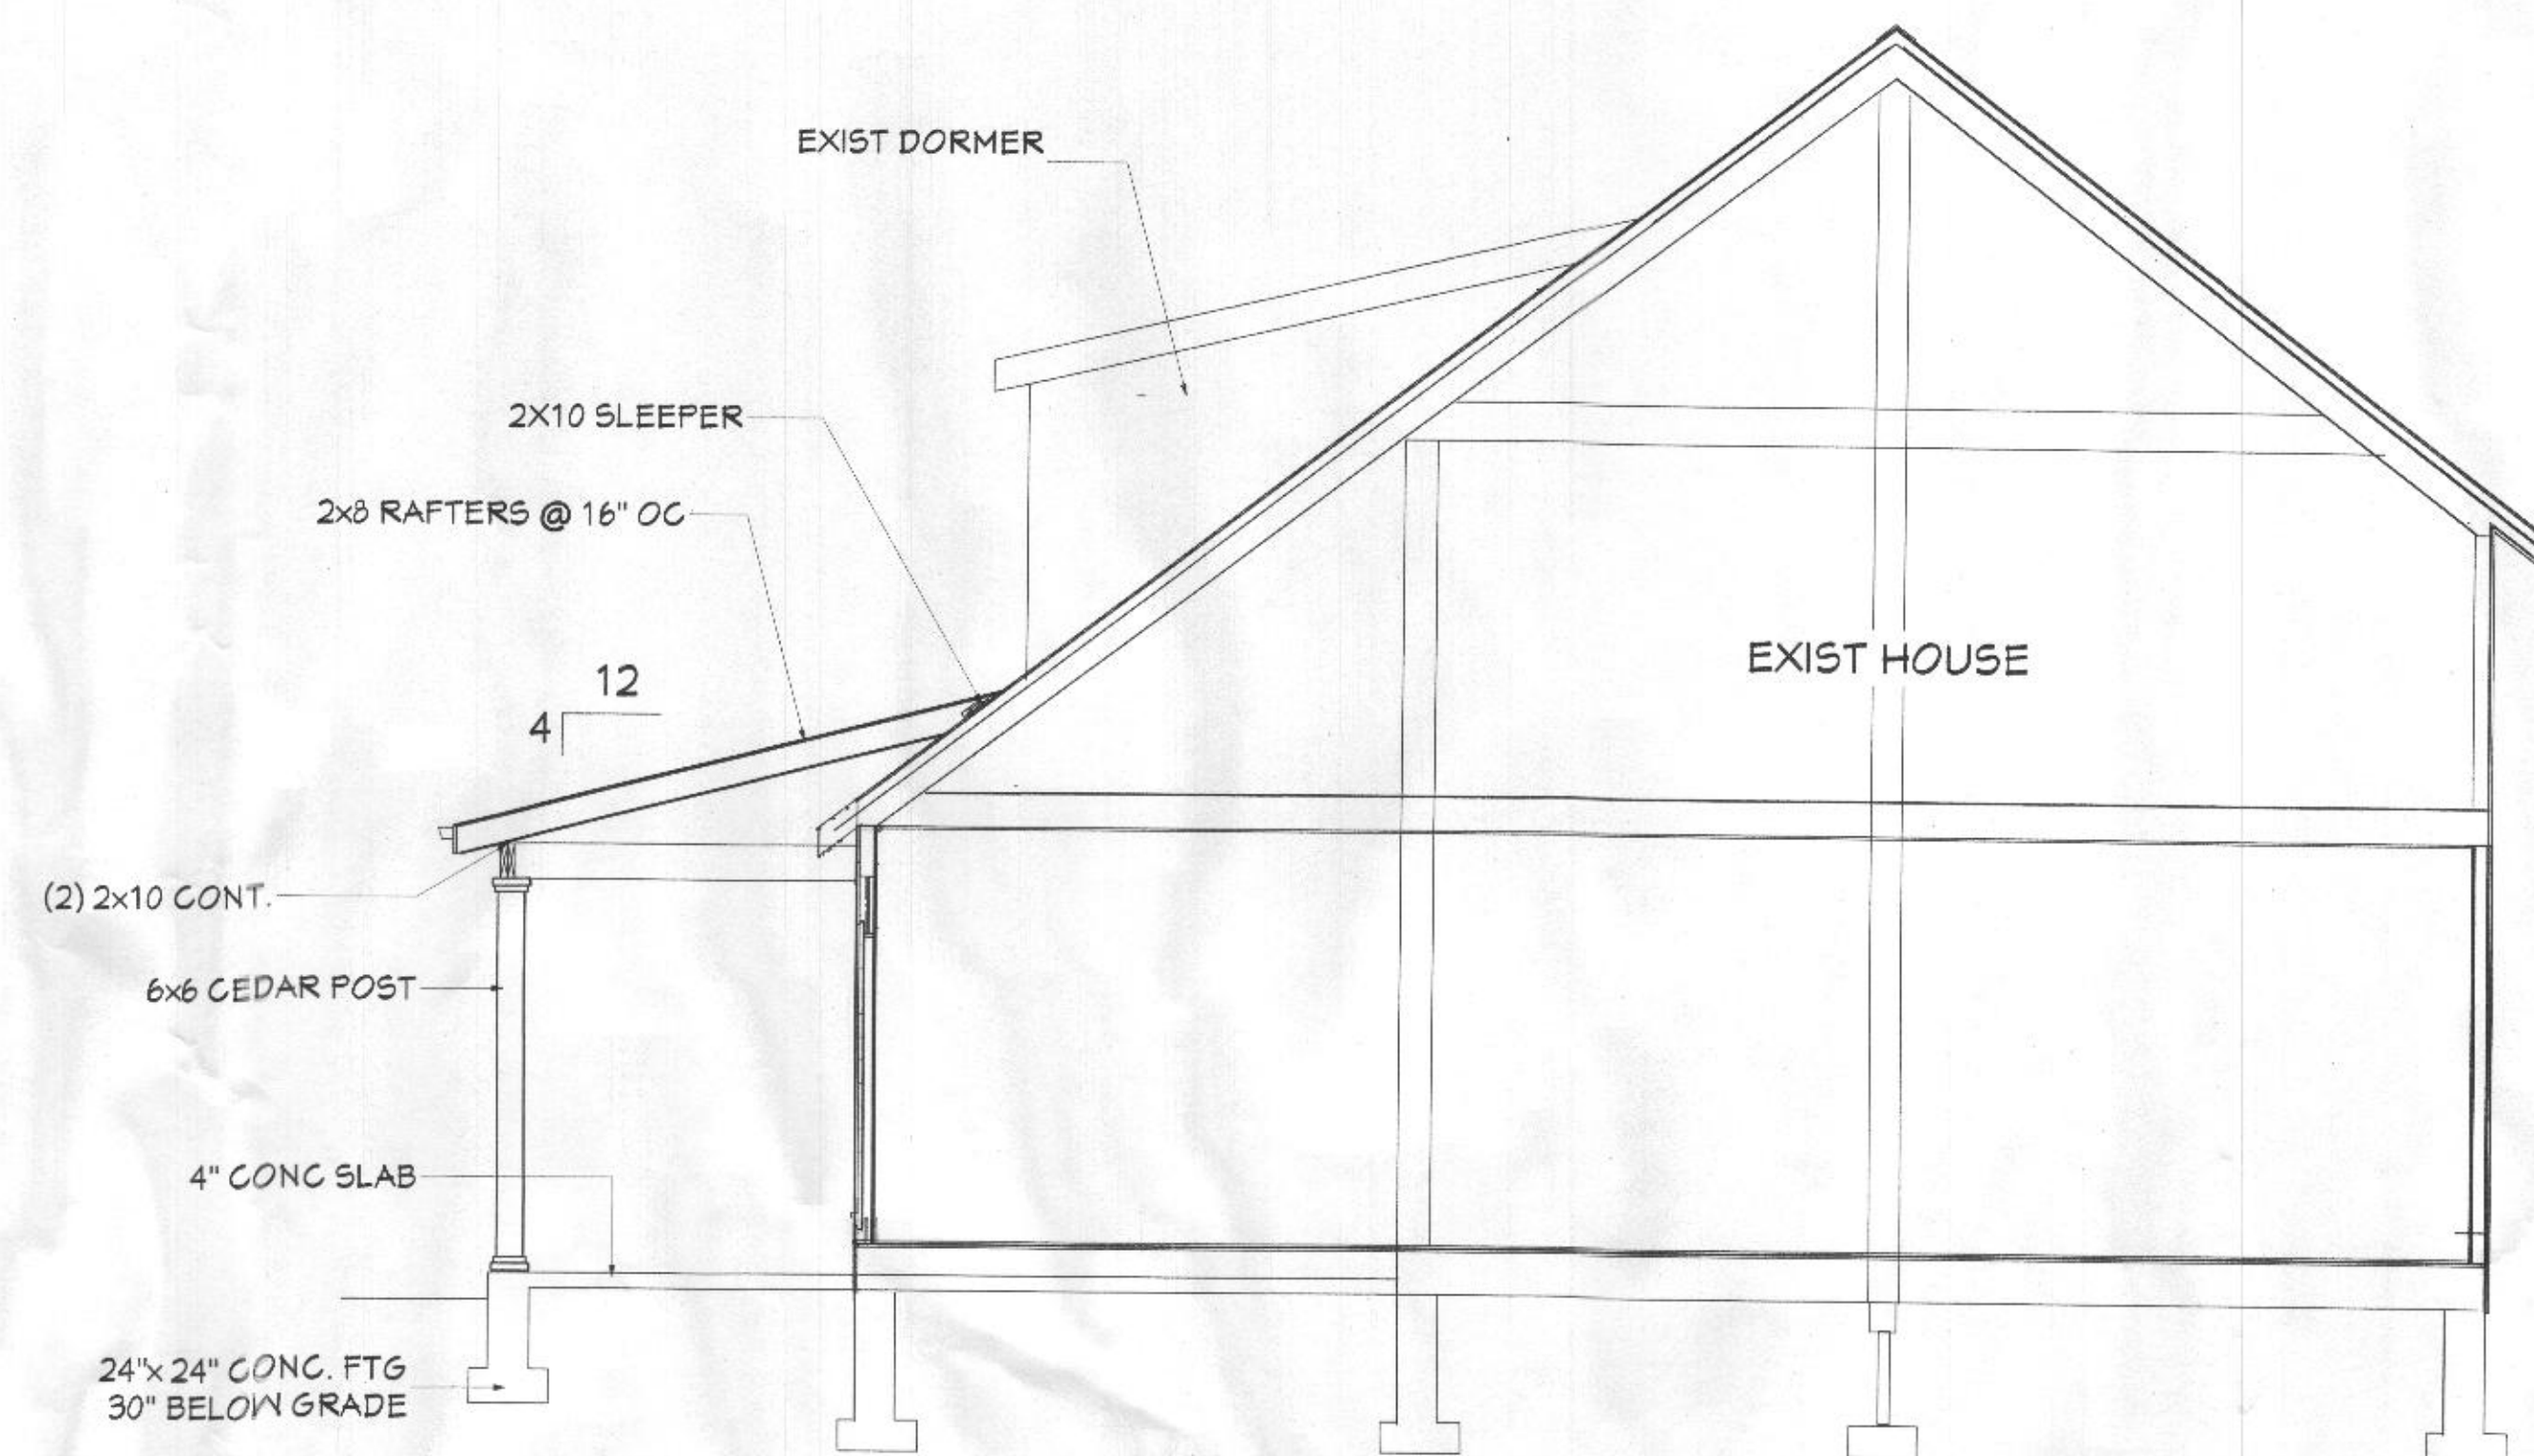 EXIST DORMER
2X10 SLEEPER
2x8 RAFTERS @ 16" OC
12
4
EXIST HOUSE
(2) 2x10 CONT.
6x6 CEDAR POST
4" CONC SLAB
24"x 24" CONC. FTG
30" BELOW GRADE